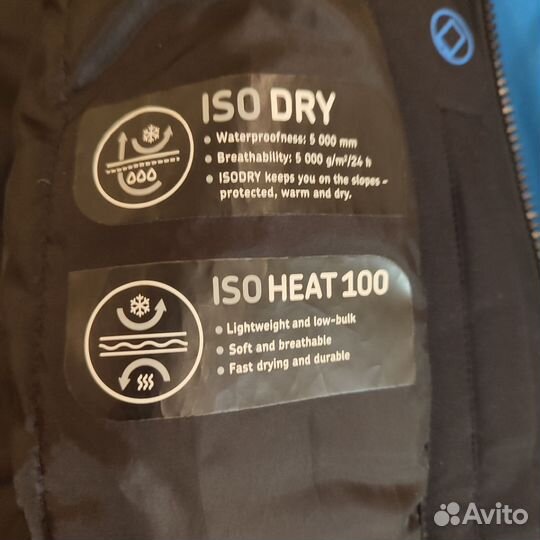 ISO DRY
• Waterproofness: 5 000 mm
• Breathability: 5 000 g/m²/24 h
• ISODRY keeps you on the slopes -
protected, warm and dry.
ISO HEAT 100
• Lightweight and low-bulk
• Soft and breathable
• Fast drying and durable
Avito